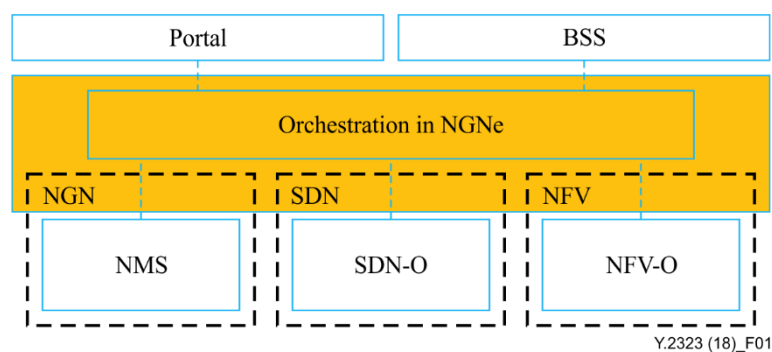 Portal
BSS
Orchestration in NGNe
NGN
SDN
NFV
NMS
SDN-O
NFV-O
Y.2323 (18)_F01